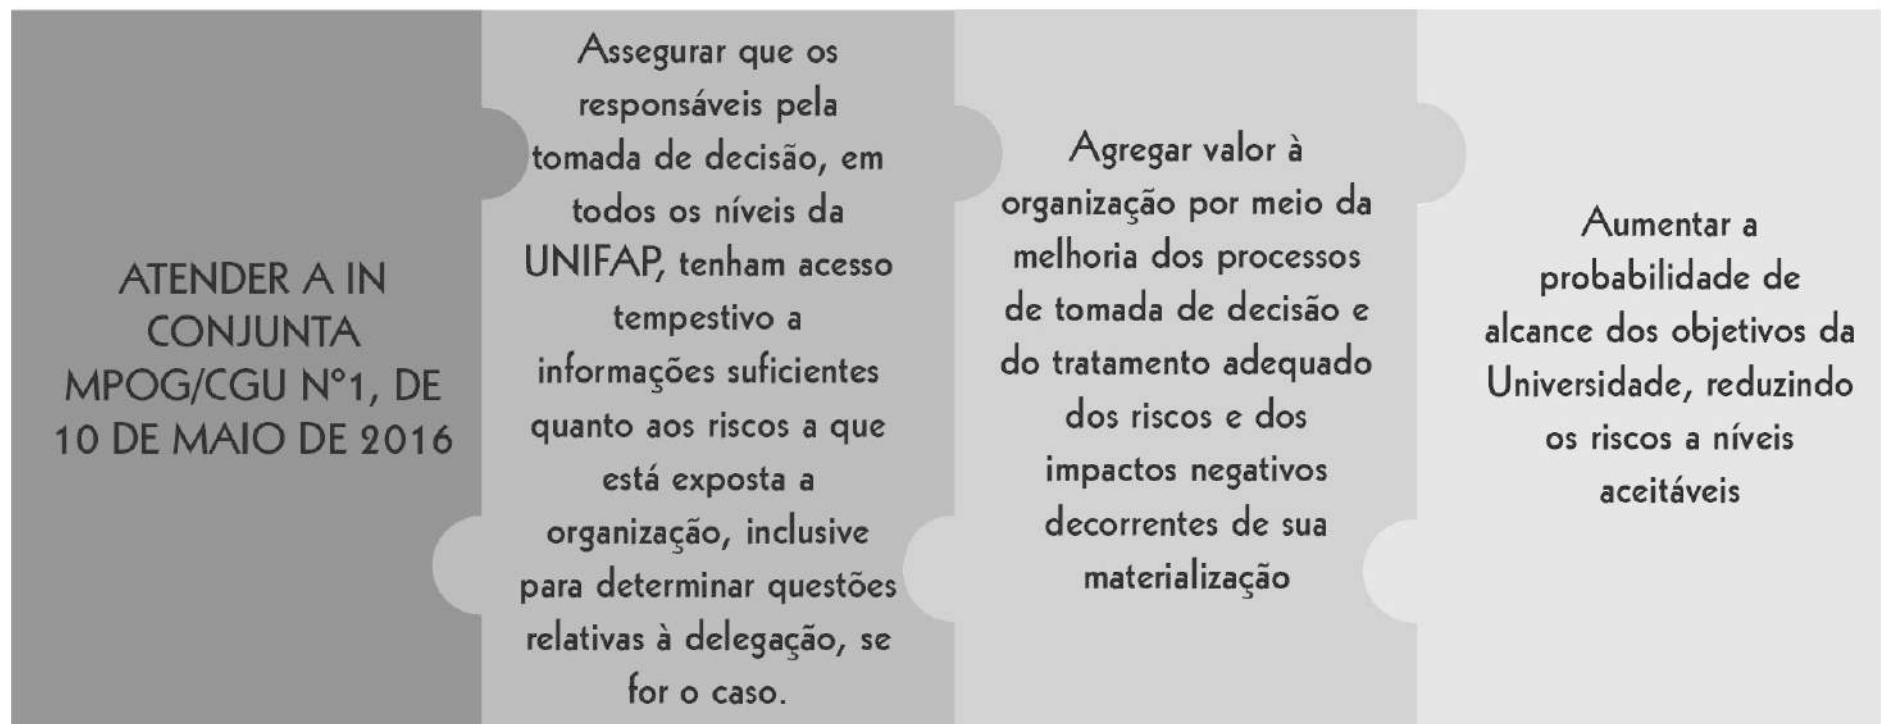 ATENDER A IN
CONJUNTA
MPOG/CGU Nº1, DE
10 DE MAIO DE 2016
Assegurar que os
responsáveis pela
tomada de decisão, em
todos os níveis da
UNIFAP, tenham acesso
tempestivo a
informações suficientes
quanto aos riscos a que
está exposta a
organização, inclusive
para determinar questões
relativas à delegação, se
for o caso.
Agregar valor à
organização por meio da
melhoria dos processos
de tomada de decisão e
do tratamento adequado
dos riscos e dos
impactos negativos
decorrentes de sua
materialização
Aumentar a
probabilidade de
alcance dos objetivos da
Universidade, reduzindo
os riscos a níveis
aceitáveis